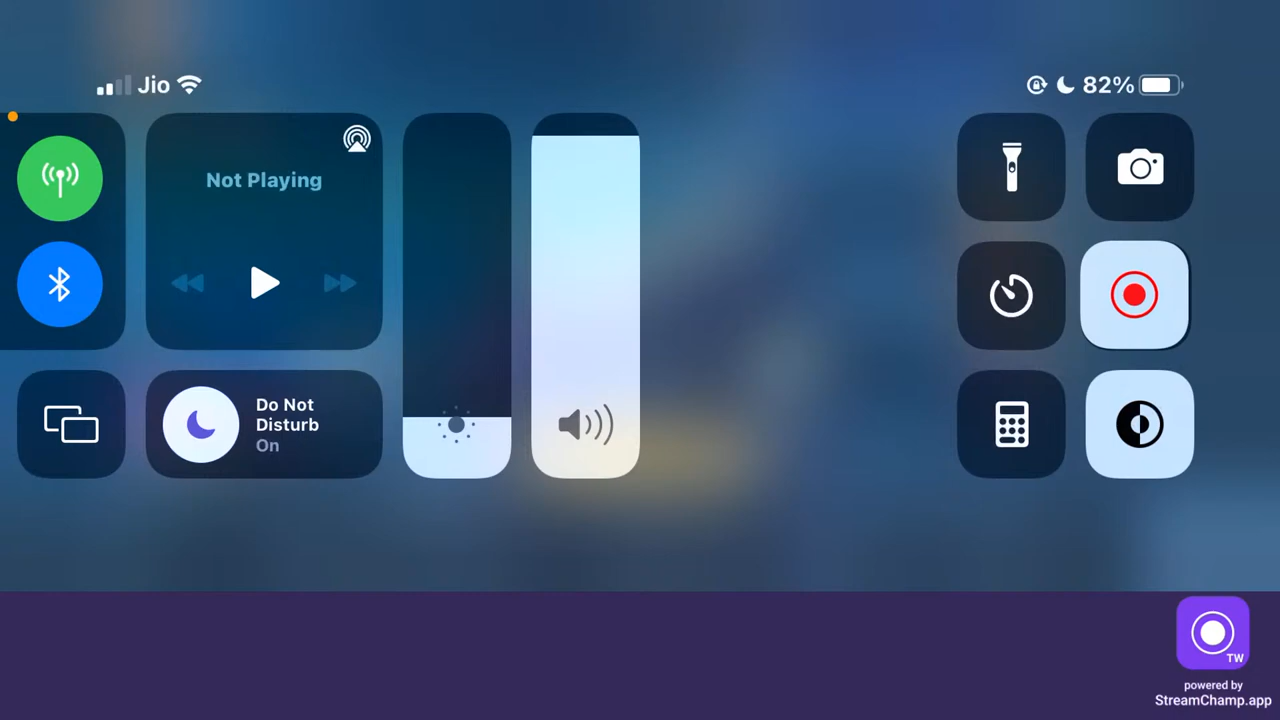 Jio
82%
Not Playing
Do Not
Disturb
On
TW
powered by
StreamChamp.app